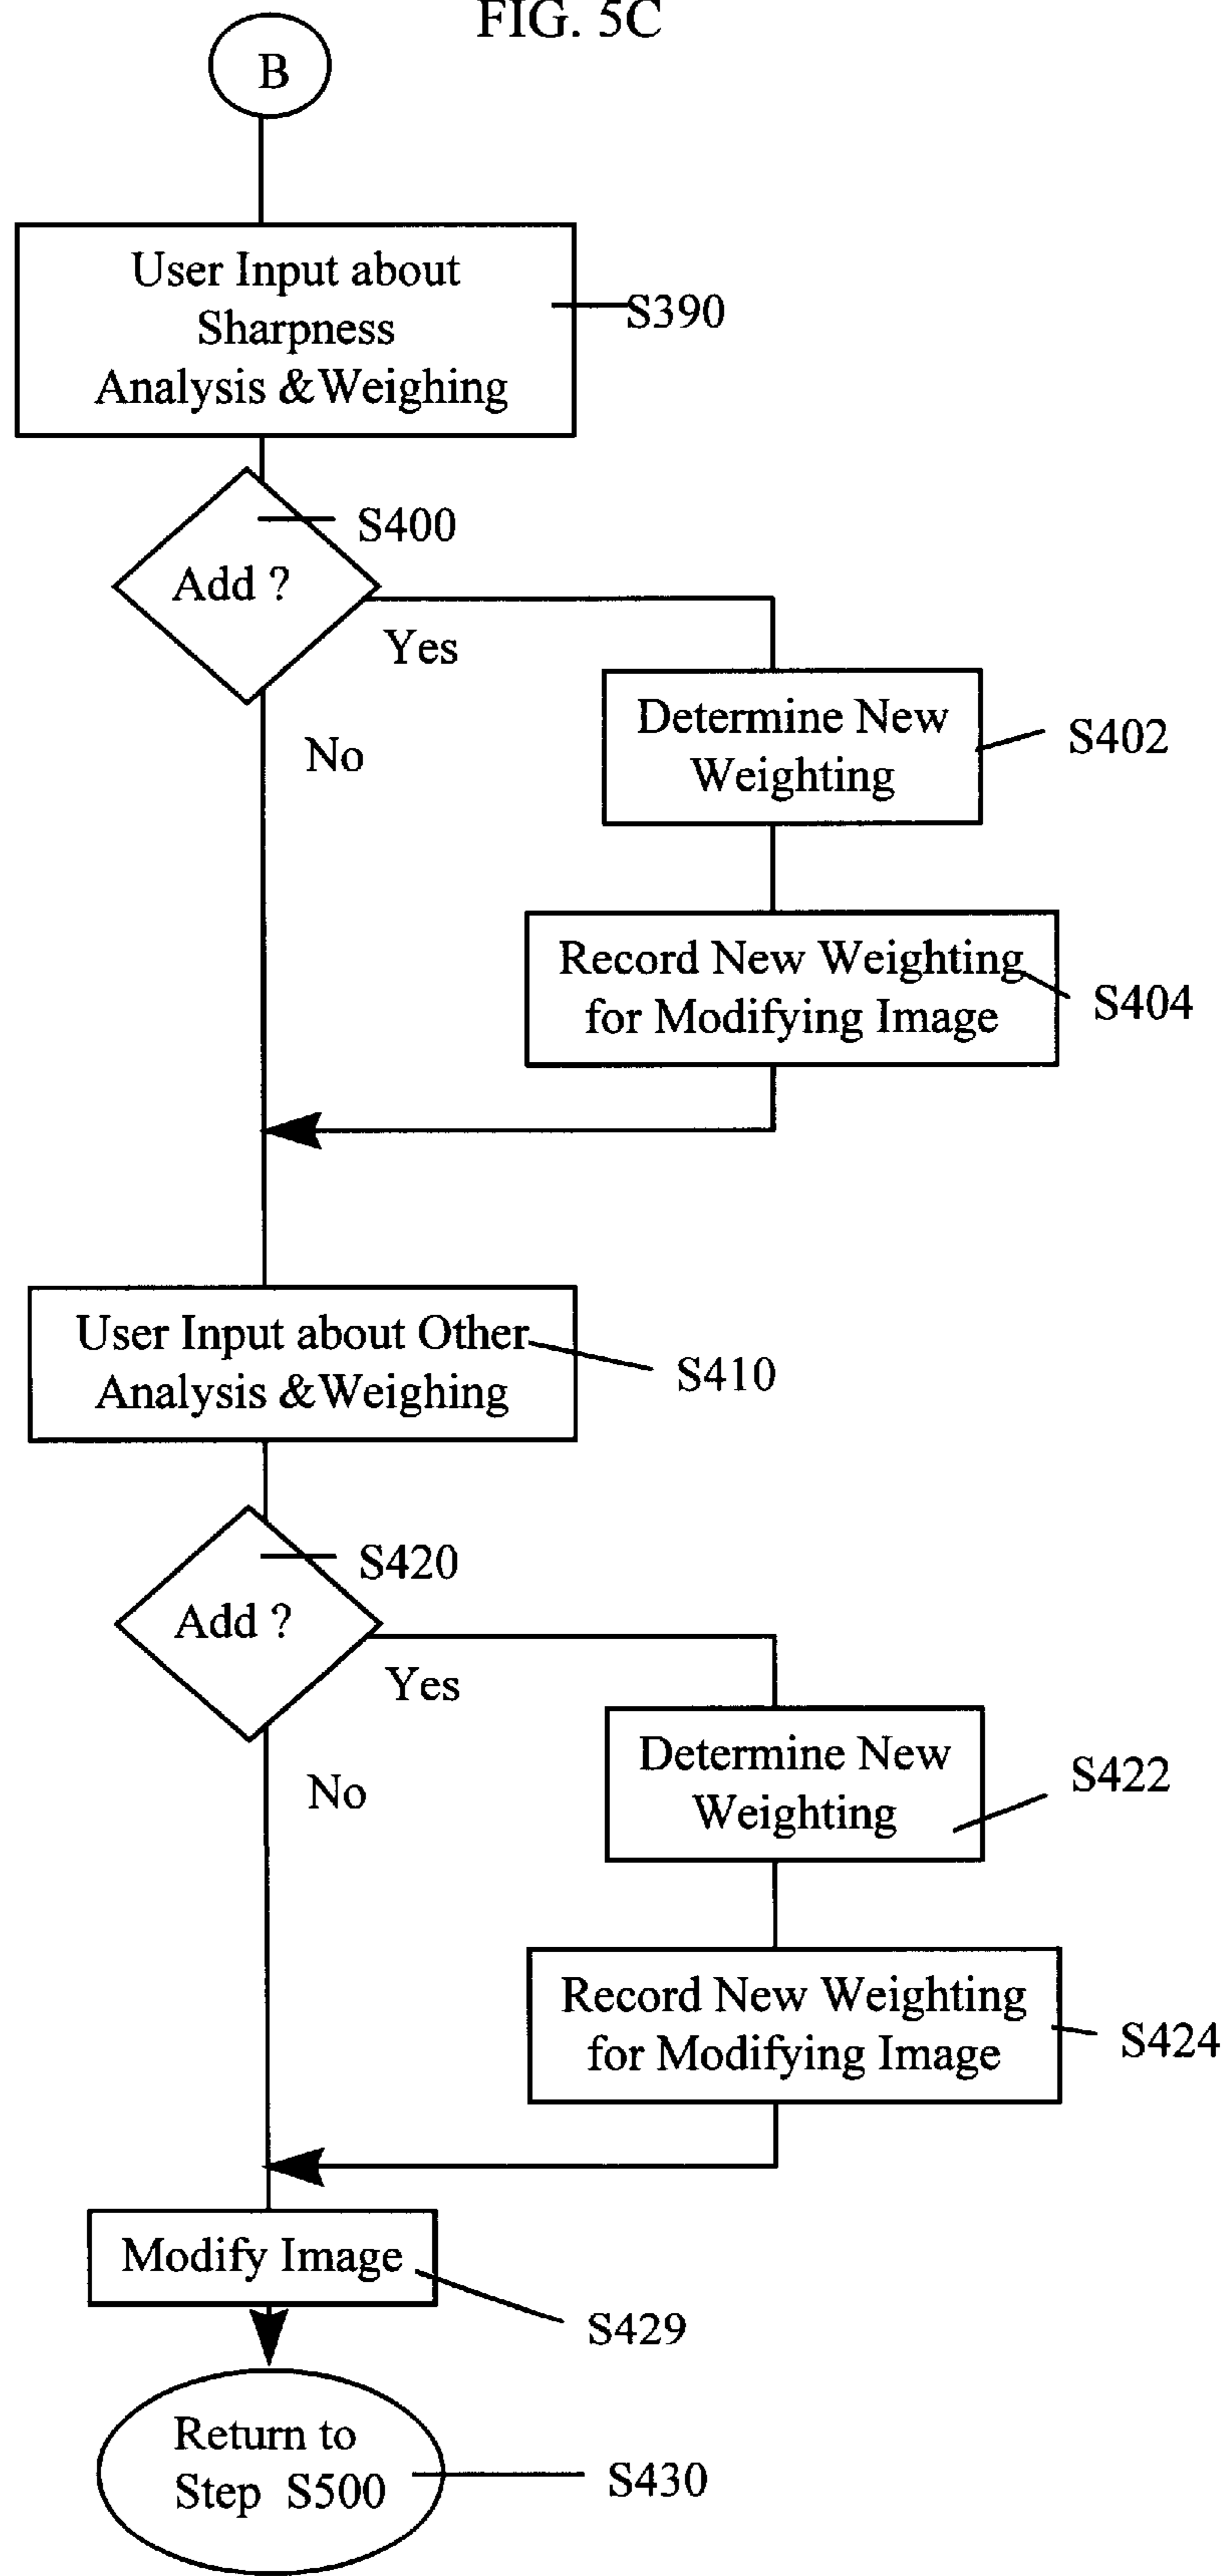 FIG. 5C
B
User Input about
Sharpness
Analysis &Weighing
S390
S400
Add ?
Yes
No
Determine New
Weighting
S402
Record New Weighting
for Modifying Image
S404
User Input about Other
Analysis &Weighing
S410
S420
Add ?
Yes
No
Determine New
Weighting
S422
Record New Weighting
for Modifying Image
S424
Modify Image
S429
Return to
Step S500
S430